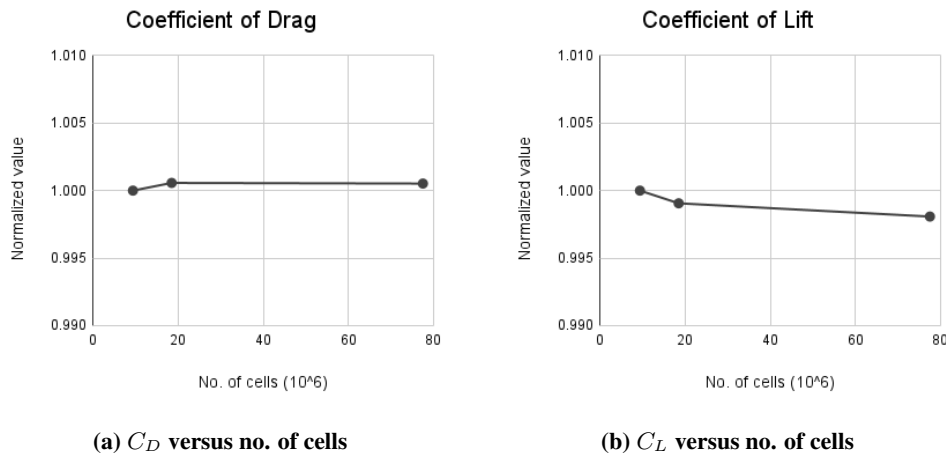 Coefficient of Drag
1.010
1.005
1.000
0.995
0.990
Normalized value
0 20 40 60 80
No. of cells (10^6)
(a) C_D versus no. of cells
Coefficient of Lift
1.010
1.005
1.000
0.995
0.990
Normalized value
0 20 40 60 80
No. of cells (10^6)
(b) C_L versus no. of cells